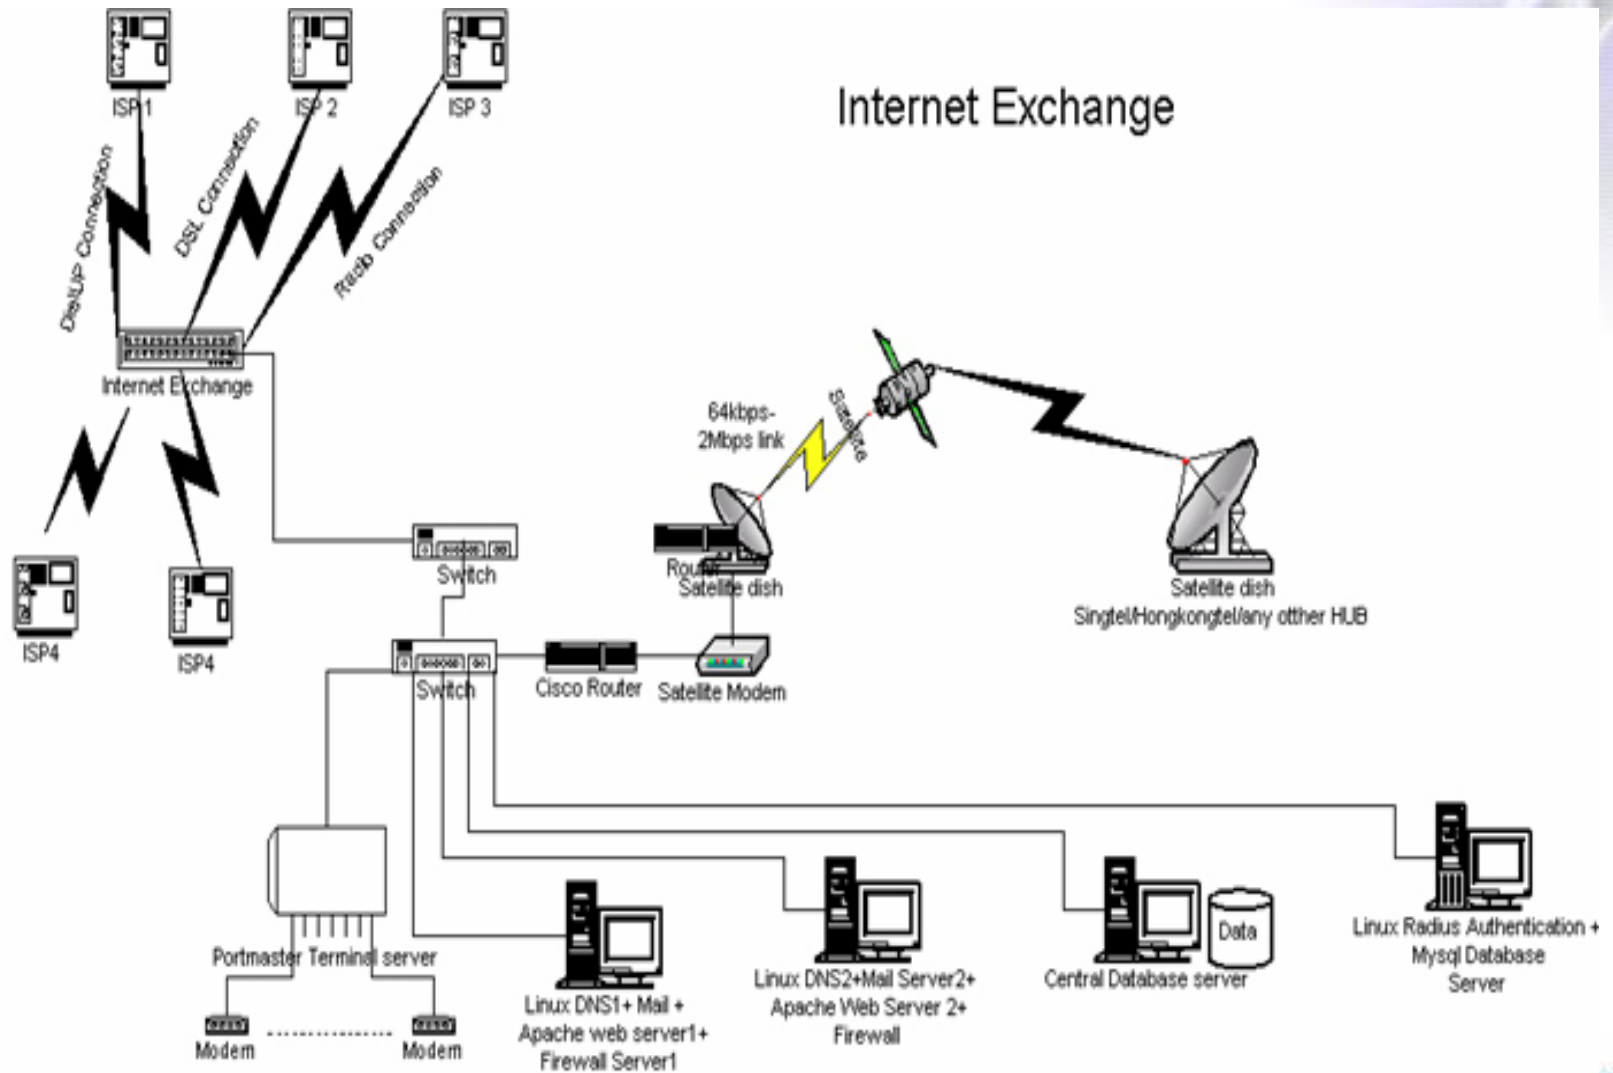 Internet Exchange
ISP 1
ISP 2
ISP 3
DialUP Connection
DSL Connection
Radio Connection
Internet Exchange
ISP4
ISP4
64kbps-
2Mbps link
Switch
Router
Satellite dish
Satellite dish
Singtel/Hongkongtel/any otther HUB
Switch
Cisco Router
Satellite Modem
Portmaster Terminal server
Modem
Modem
Linux DNS1+ Mail +
Apache web server1+
Firewall Server1
Linux DNS2+Mail Server2+
Apache Web Server 2+
Firewall
Central Database server
Data
Linux Radius Authentication +
Mysql Database
Server